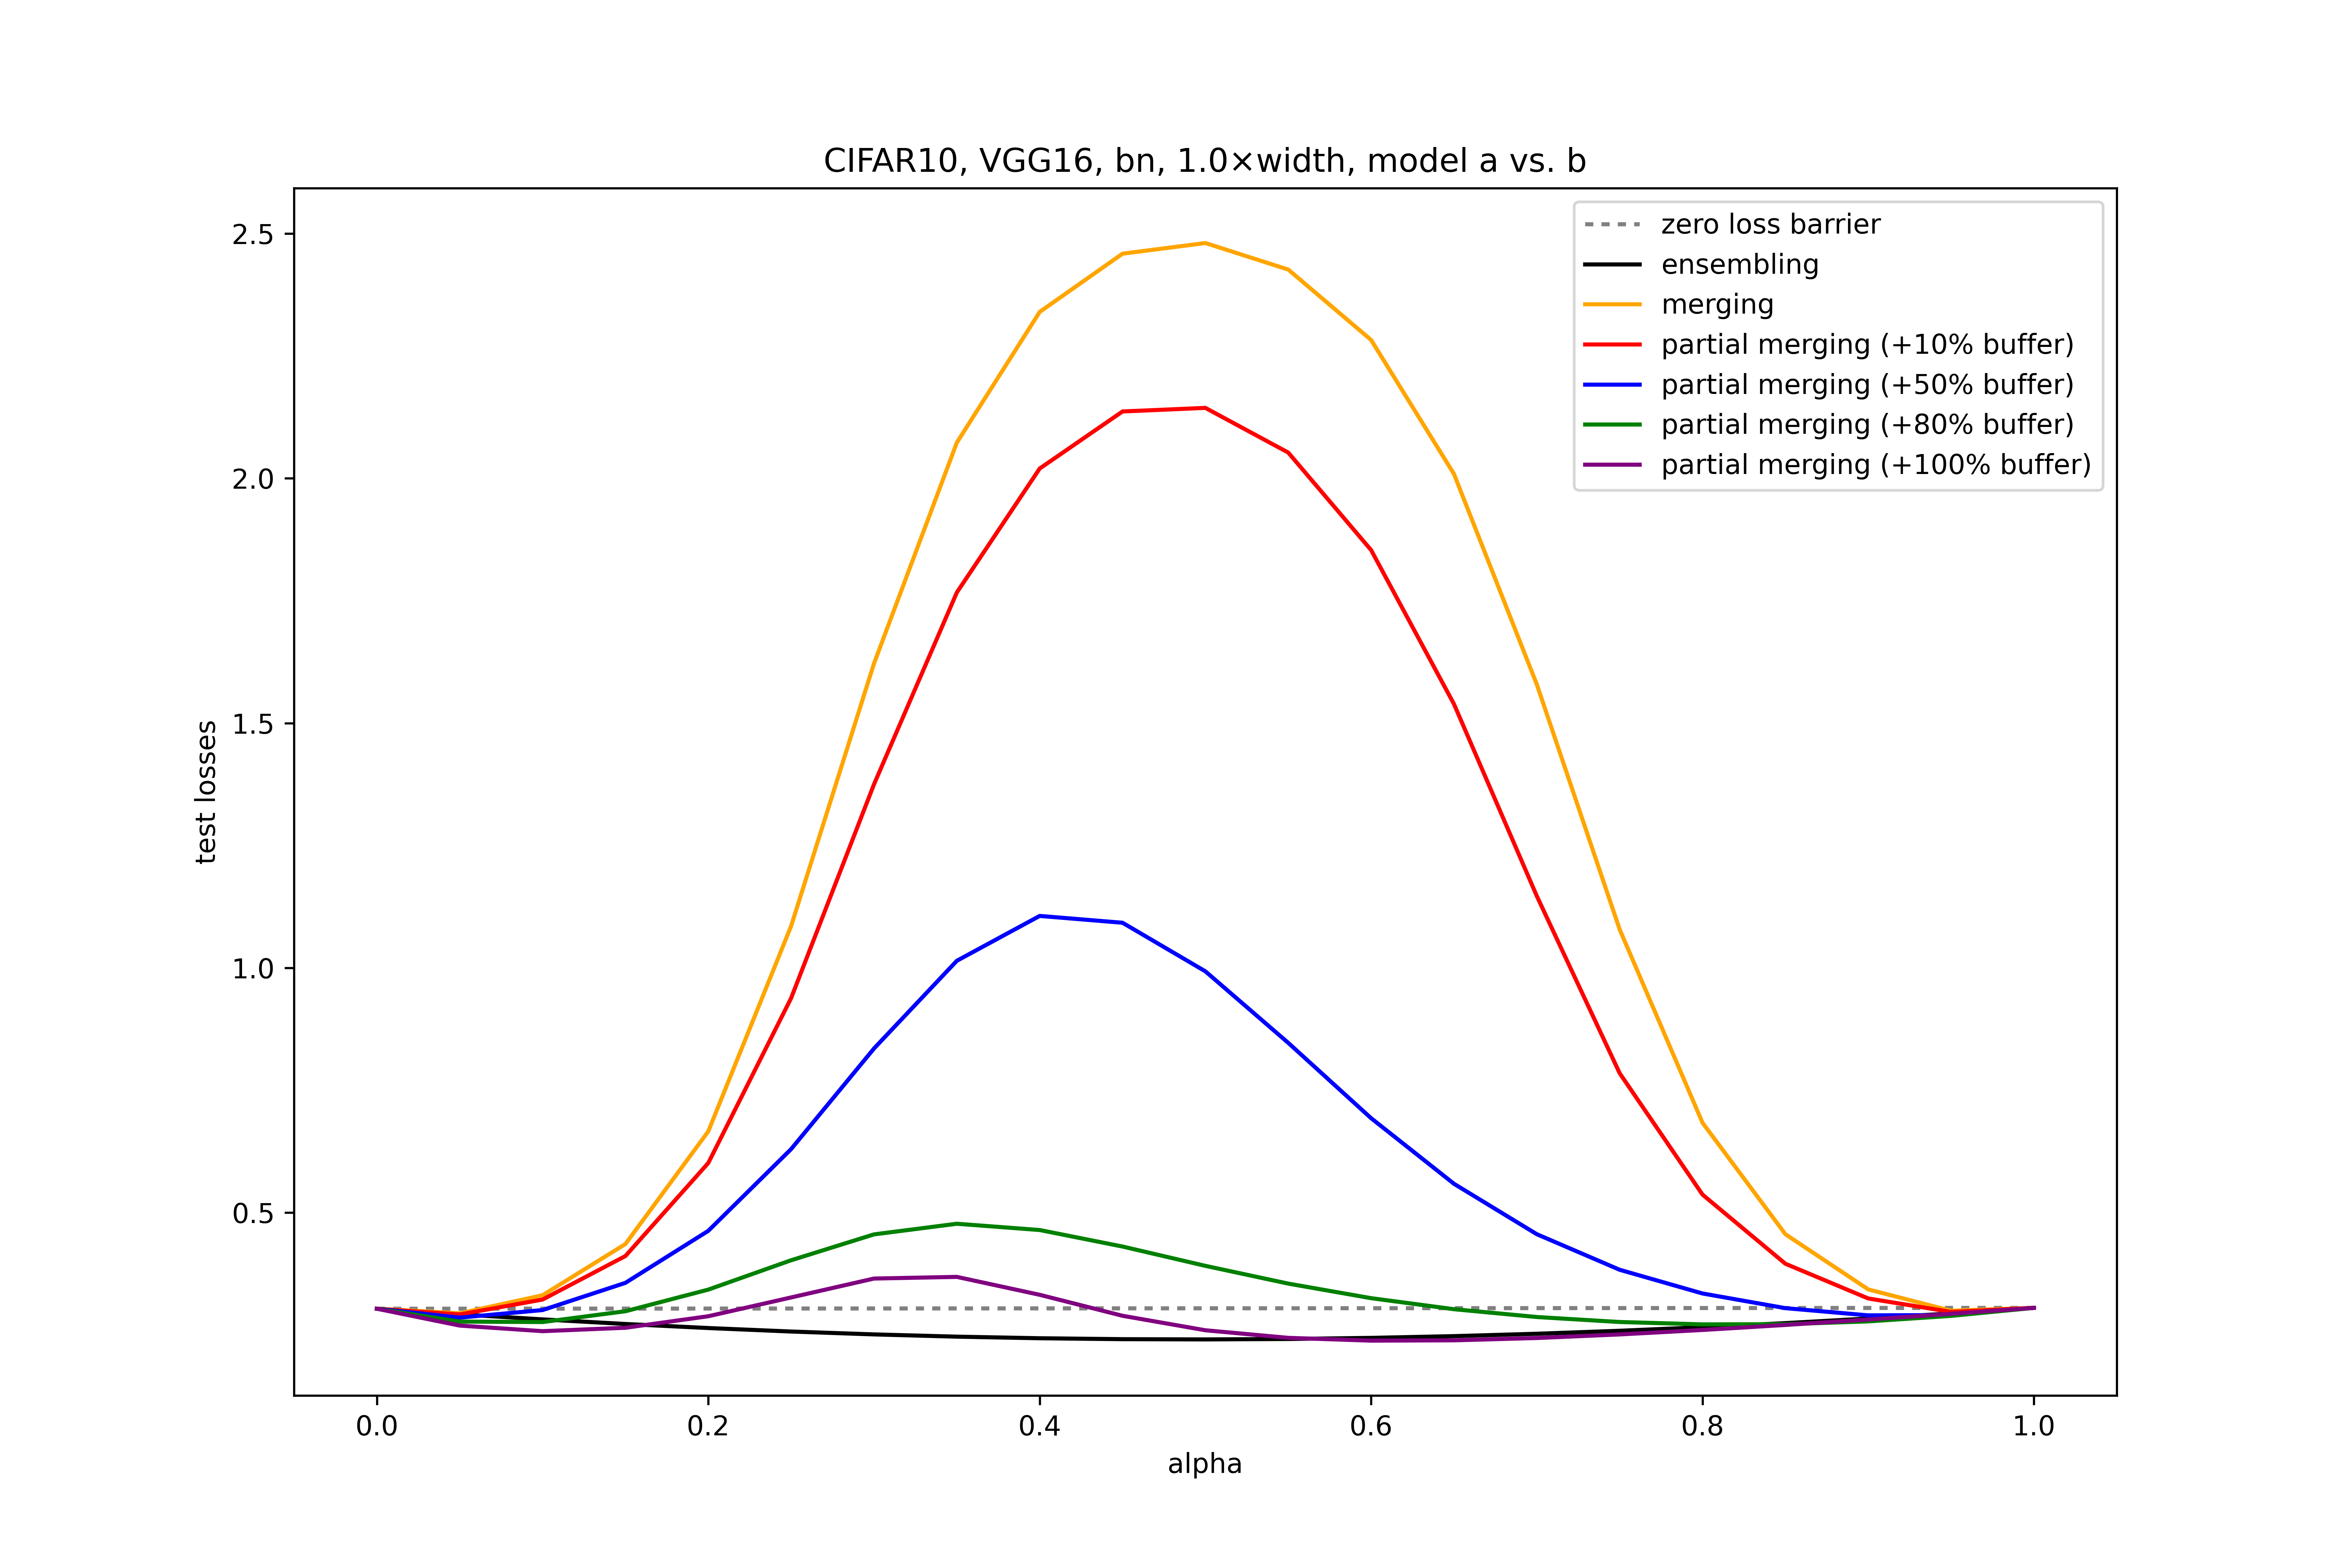 CIFAR10, VGG16, bn, 1.0×width, model a vs. b
zero loss barrier
ensembling
merging
partial merging (+10% buffer)
partial merging (+50% buffer)
partial merging (+80% buffer)
partial merging (+100% buffer)
test losses
2.5
2.0
1.5
1.0
0.5
0.0
0.2
0.4
0.6
0.8
1.0
alpha